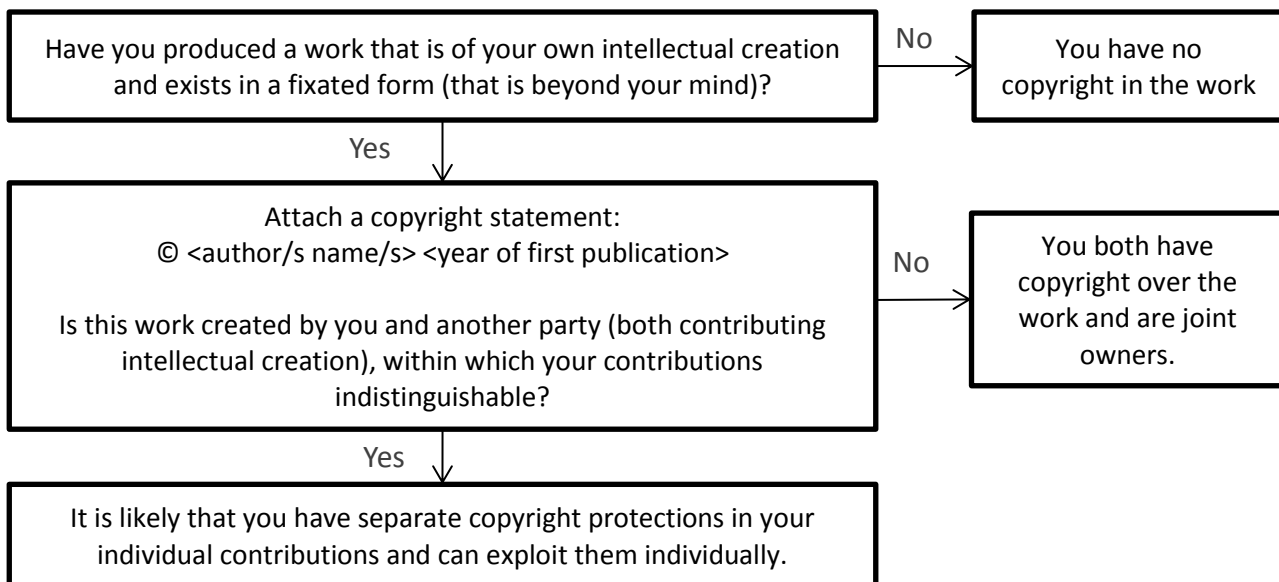 Have you produced a work that is of your own intellectual creation
and exists in a fixated form (that is beyond your mind)?
No
You have no
copyright in the work
Yes
Attach a copyright statement:
© <author/s name/s> <year of first publication>
Is this work created by you and another party (both contributing
intellectual creation), within which your contributions
indistinguishable?
No
You both have
copyright over the
work and are joint
owners.
Yes
It is likely that you have separate copyright protections in your
individual contributions and can exploit them individually.